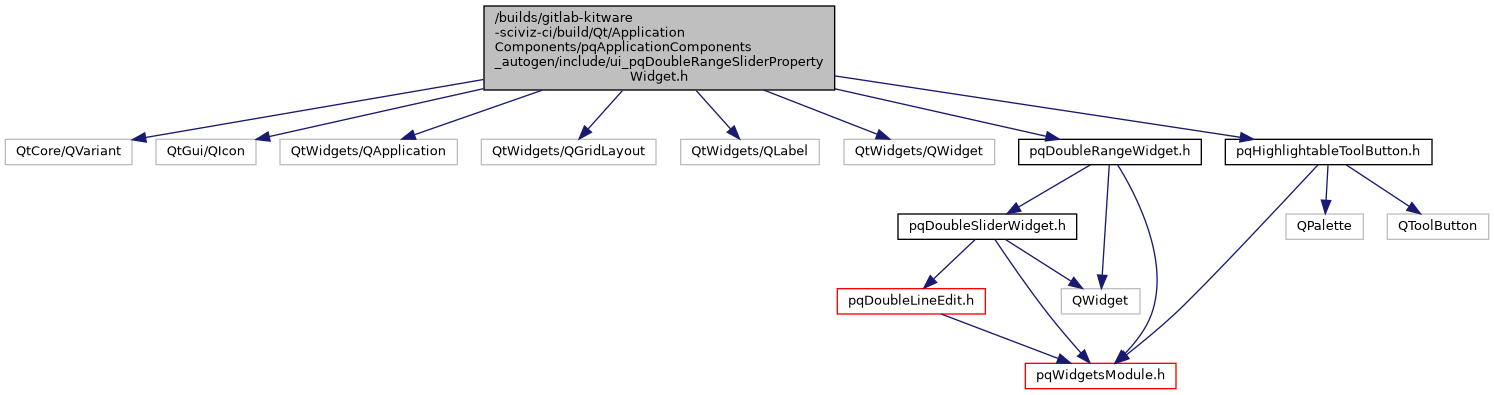 /builds/gitlab-kitware
-sciviz-ci/build/Qt/Application
Components/pqApplicationComponents
_autogen/include/ui_pqDoubleRangeSliderProperty
Widget.h
QtCore/QVariant
QtGui/QIcon
QtWidgets/QApplication
QtWidgets/QGridLayout
QtWidgets/QLabel
QtWidgets/QWidget
pqDoubleRangeWidget.h
pqHighlightableToolButton.h
pqDoubleSliderWidget.h
QPalette
QToolButton
pqDoubleLineEdit.h
QWidget
pqWidgetsModule.h